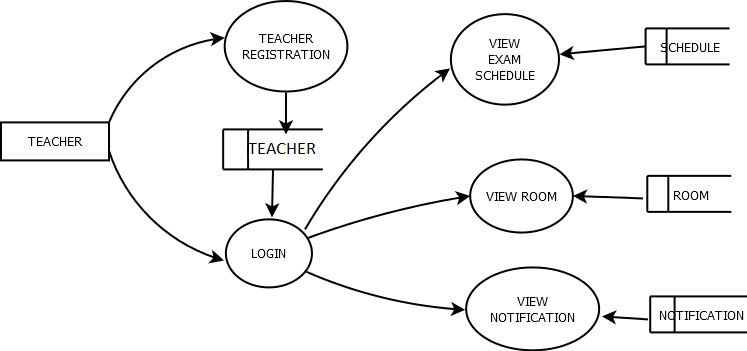 TEACHER
REGISTRATION
VIEW
EXAM
SCHEDULE
SCHEDULE
TEACHER
TEACHER
VIEW ROOM
ROOM
LOGIN
VIEW
NOTIFICATION
NOTIFICATION